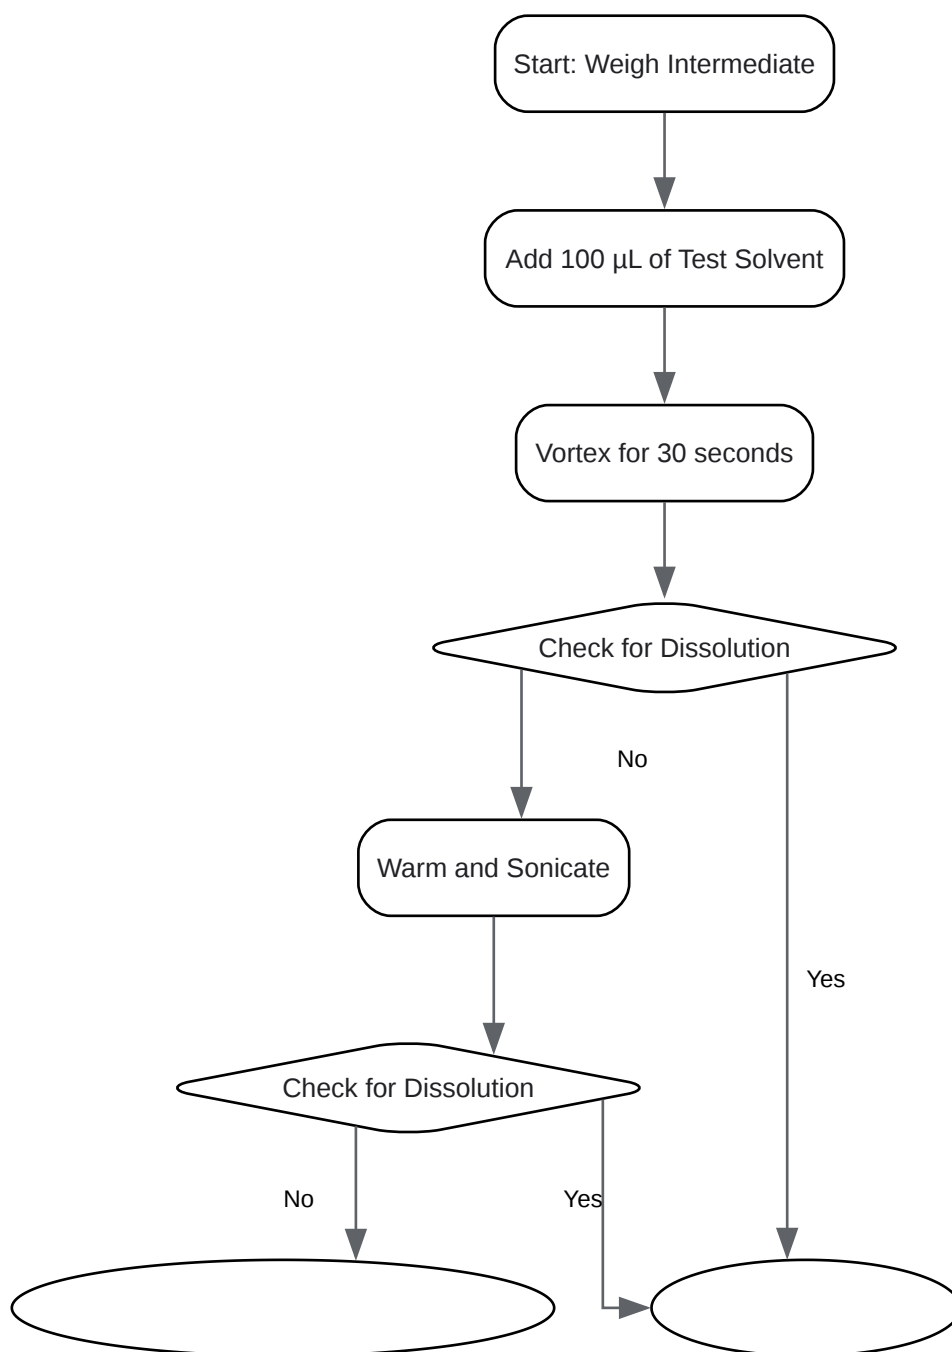 Start: Weigh Intermediate
Add 100 µL of Test Solvent
Vortex for 30 seconds
Check for Dissolution
No
Warm and Sonicate
Yes
Check for Dissolution
No
Yes